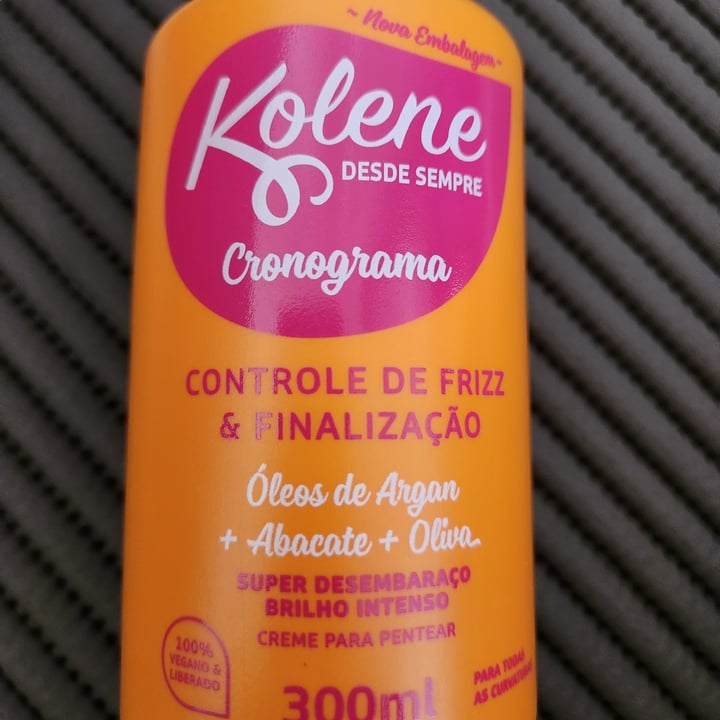 ~ Nova Embalagem ~
Kolene
DESDE SEMPRE
Cronograma
CONTROLE DE FRIZZ
& FINALIZAÇÃO
Óleos de Argan
+ Abacate + Oliva
SUPER DESEMBARAÇO
BRILHO INTENSO
CREME PARA PENTEAR
100%
VEGANO &
LIBERADO
PARA TODAS
AS CURVATURAS
300ml